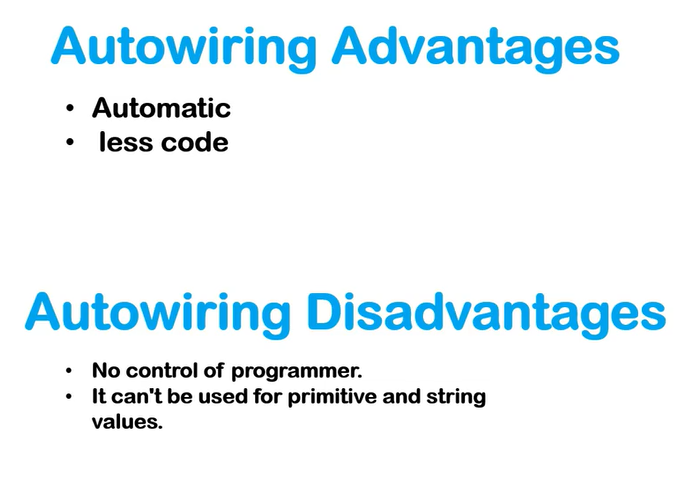 Autowiring Advantages
• Automatic
• less code
Autowiring Disadvantages
• No control of programmer.
• It can't be used for primitive and string
values.